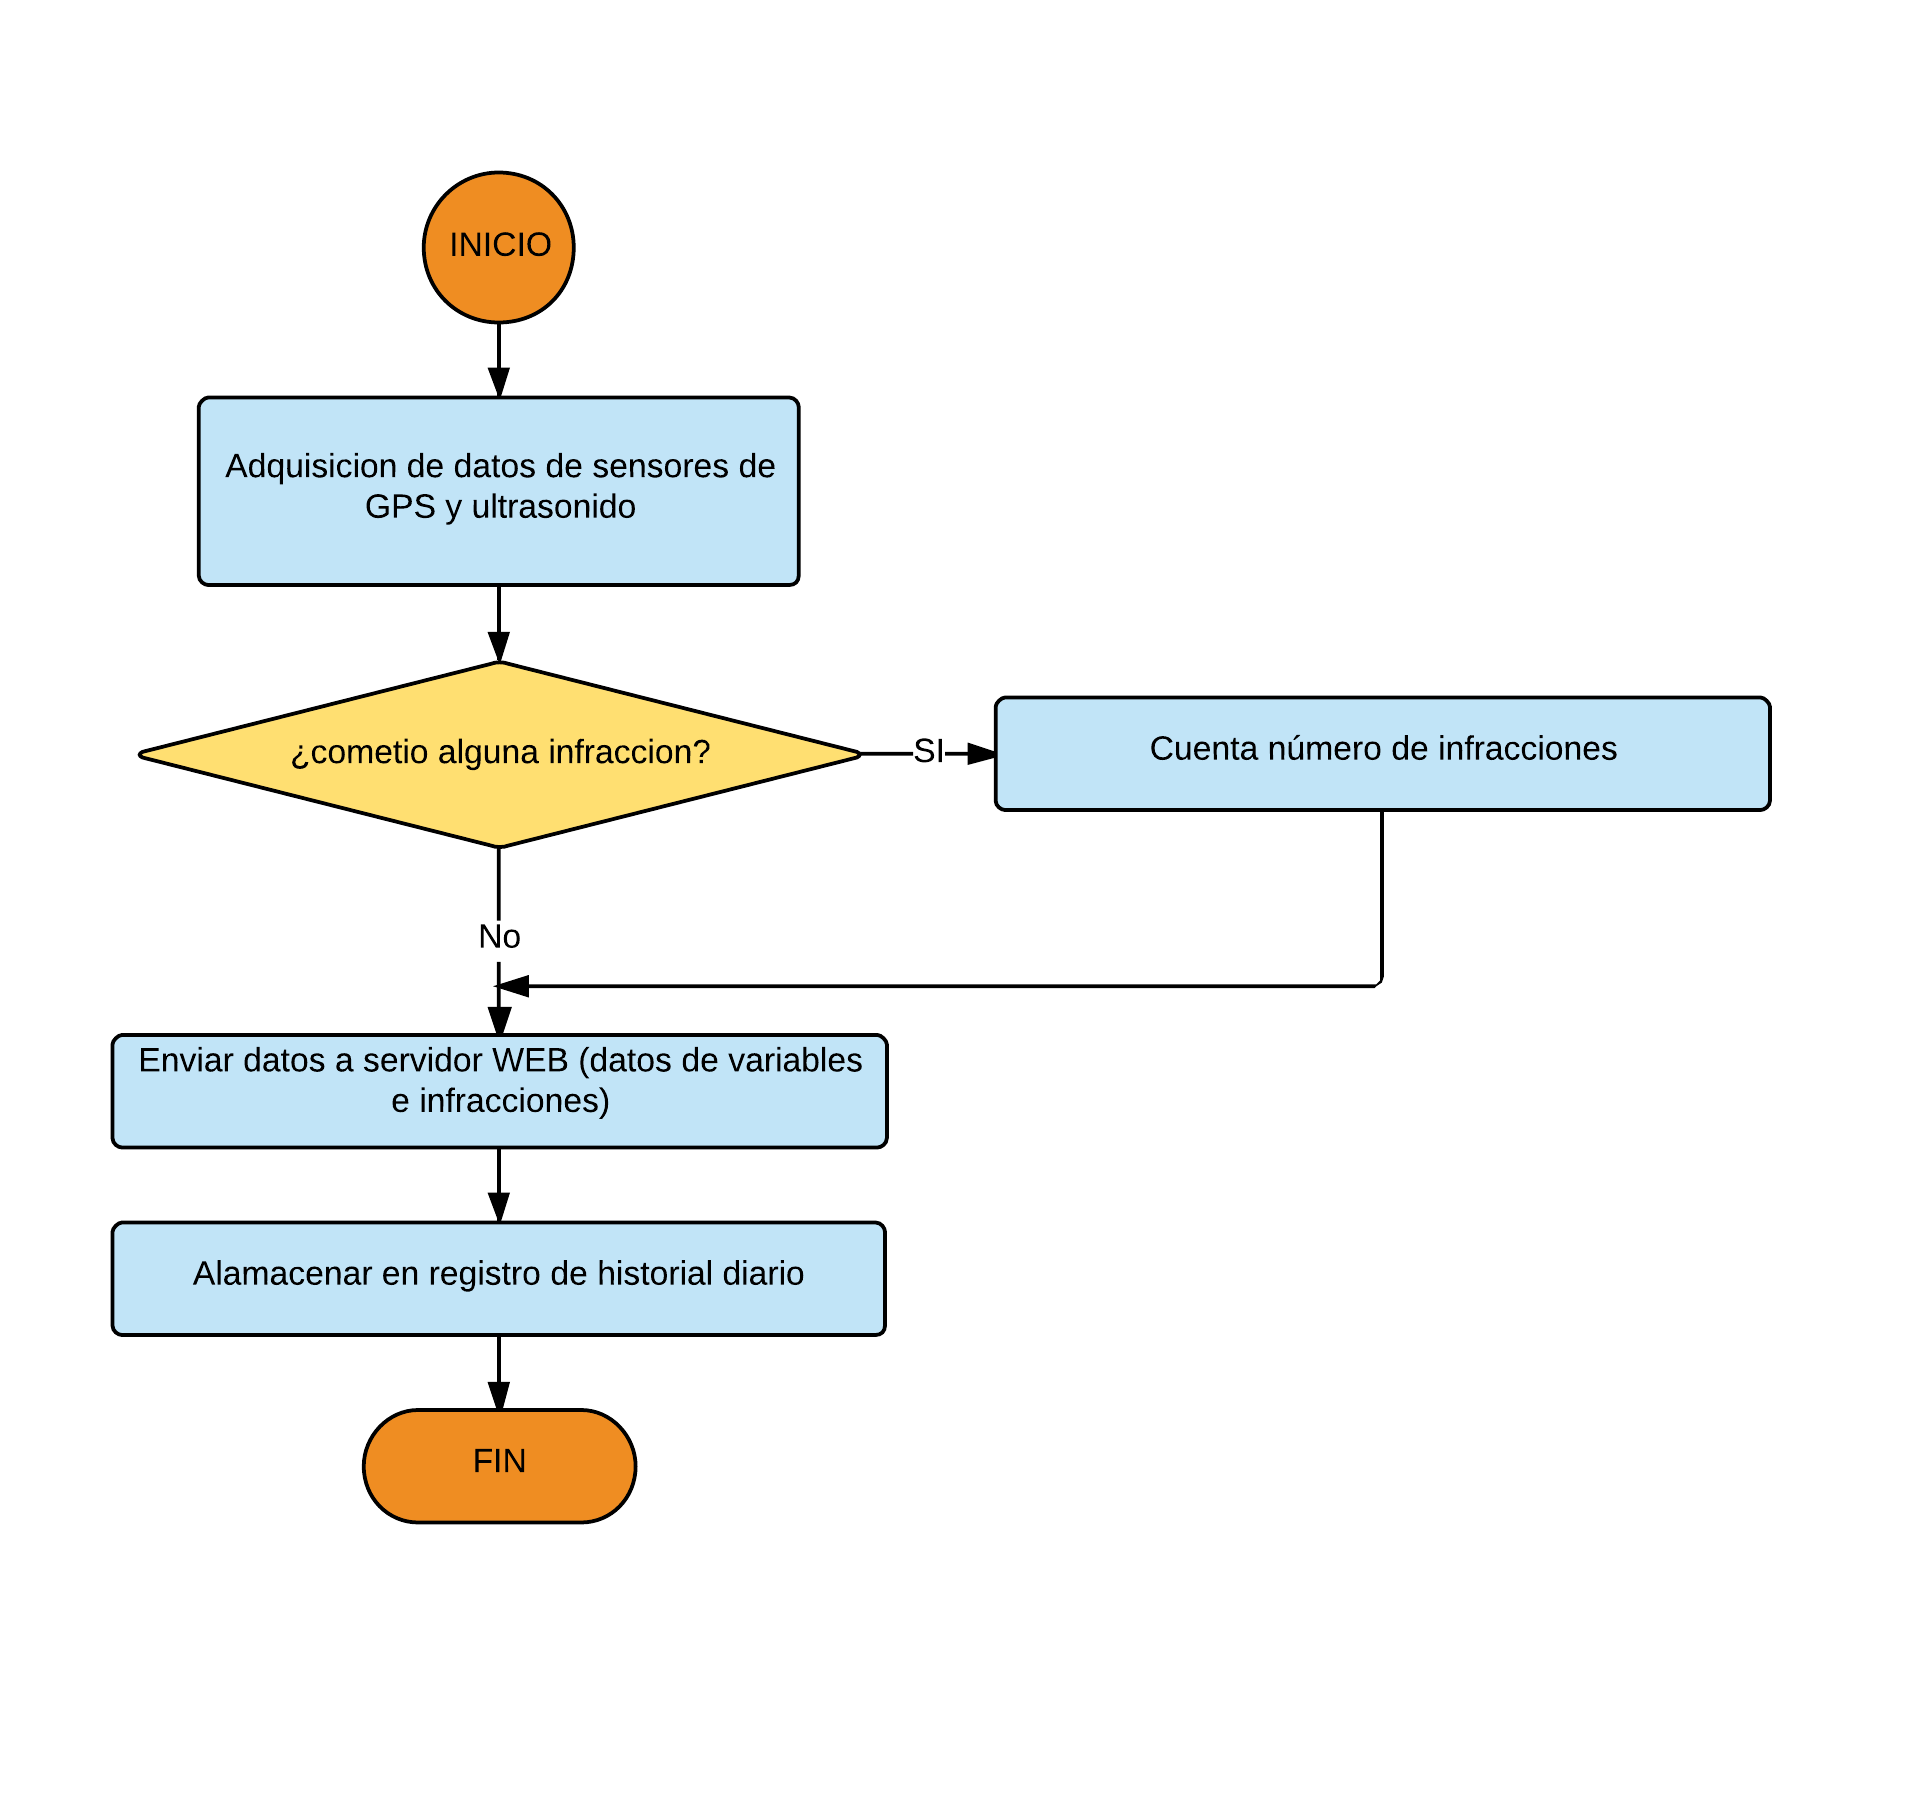 INICIO
Adquisicion de datos de sensores de
GPS y ultrasonido
¿cometio alguna infraccion?
SI
Cuenta número de infracciones
No
Enviar datos a servidor WEB (datos de variables
e infracciones)
Alamacenar en registro de historial diario
FIN